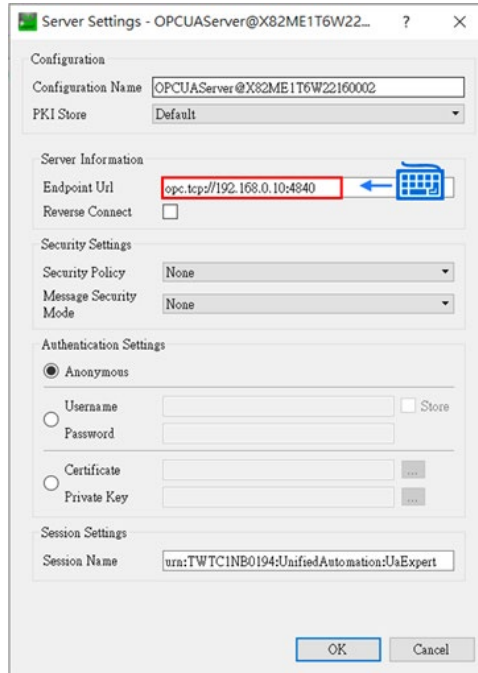 Server Settings - OPCUAServer@X82ME1T6W22... ? ×
Configuration
Configuration Name OPCUAServer@X82ME1T6W22160002
PKI Store Default
Server Information
Endpoint Url opc.tcp://192.168.0.10:4840
Reverse Connect
Security Settings
Security Policy None
Message Security Mode None
Authentication Settings
Anonymous
Username Store
Password
Certificate ...
Private Key ...
Session Settings
Session Name urn:TWTC1NB0194:UnifiedAutomation:UaExpert
OK Cancel